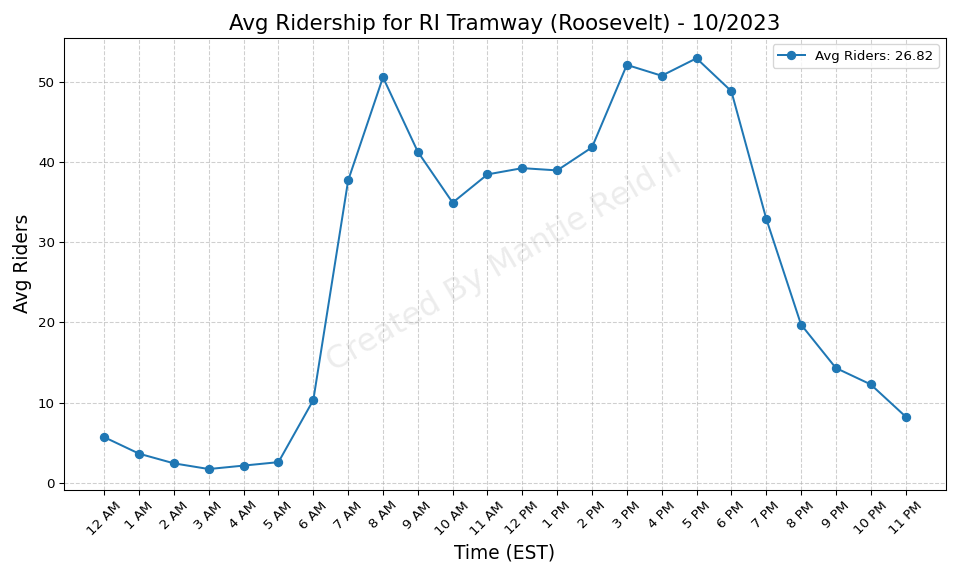 Avg Ridership for RI Tramway (Roosevelt) - 10/2023
Avg Riders: 26.82
50
40
30
20
10
0
Avg Riders
Created By Mantie Reid II
12 AM
1 AM
2 AM
3 AM
4 AM
5 AM
6 AM
7 AM
8 AM
9 AM
10 AM
11 AM
12 PM
1 PM
2 PM
3 PM
4 PM
5 PM
6 PM
7 PM
8 PM
9 PM
10 PM
11 PM
Time (EST)